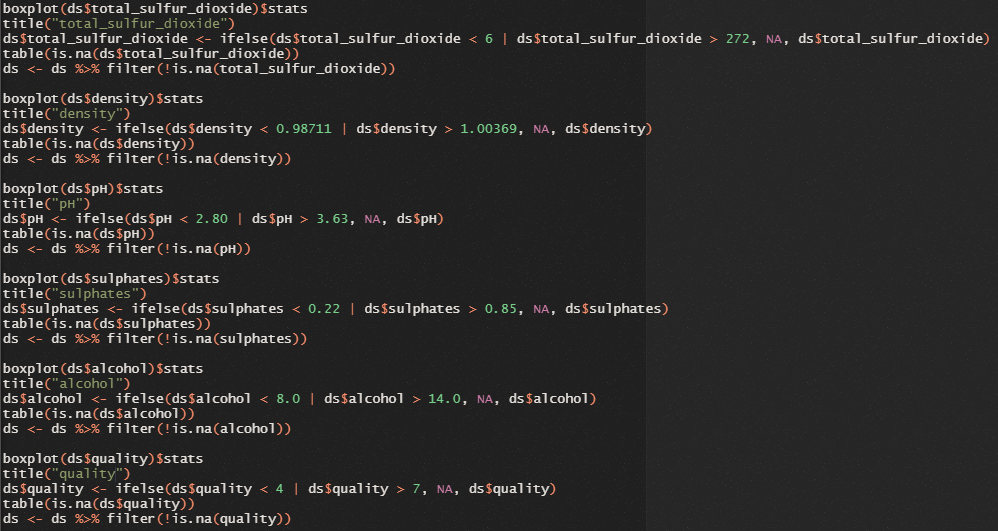 boxplot(ds$total_sulfur_dioxide)$stats
title("total_sulfur_dioxide")
ds$total_sulfur_dioxide <- ifelse(ds$total_sulfur_dioxide < 6 | ds$total_sulfur_dioxide > 272, NA, ds$total_sulfur_dioxide)
table(is.na(ds$total_sulfur_dioxide))
ds <- ds %>% filter(!is.na(total_sulfur_dioxide))

boxplot(ds$density)$stats
title("density")
ds$density <- ifelse(ds$density < 0.98711 | ds$density > 1.00369, NA, ds$density)
table(is.na(ds$density))
ds <- ds %>% filter(!is.na(density))

boxplot(ds$pH)$stats
title("pH")
ds$pH <- ifelse(ds$pH < 2.80 | ds$pH > 3.63, NA, ds$pH)
table(is.na(ds$pH))
ds <- ds %>% filter(!is.na(pH))

boxplot(ds$sulphates)$stats
title("sulphates")
ds$sulphates <- ifelse(ds$sulphates < 0.22 | ds$sulphates > 0.85, NA, ds$sulphates)
table(is.na(ds$sulphates))
ds <- ds %>% filter(!is.na(sulphates))

boxplot(ds$alcohol)$stats
title("alcohol")
ds$alcohol <- ifelse(ds$alcohol < 8.0 | ds$alcohol > 14.0, NA, ds$alcohol)
table(is.na(ds$alcohol))
ds <- ds %>% filter(!is.na(alcohol))

boxplot(ds$quality)$stats
title("quality")
ds$quality <- ifelse(ds$quality < 4 | ds$quality > 7, NA, ds$quality)
table(is.na(ds$quality))
ds <- ds %>% filter(!is.na(quality))